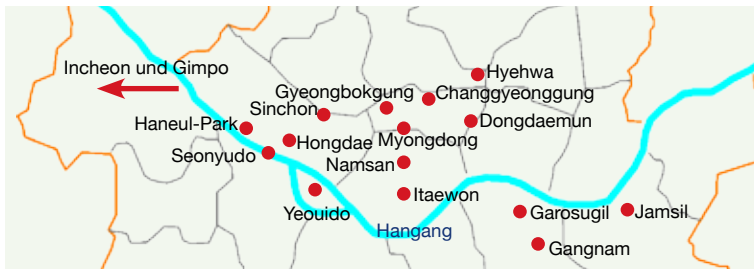 Incheon und Gimpo
Hyehwa
Gyeongbokgung
Changgyeonggung
Sinchon
Haneul-Park
Dongdaemun
Hongdae
Myongdong
Seonyudo
Namsan
Yeouido
Itaewon
Garosugil
Jamsil
Hangang
Gangnam